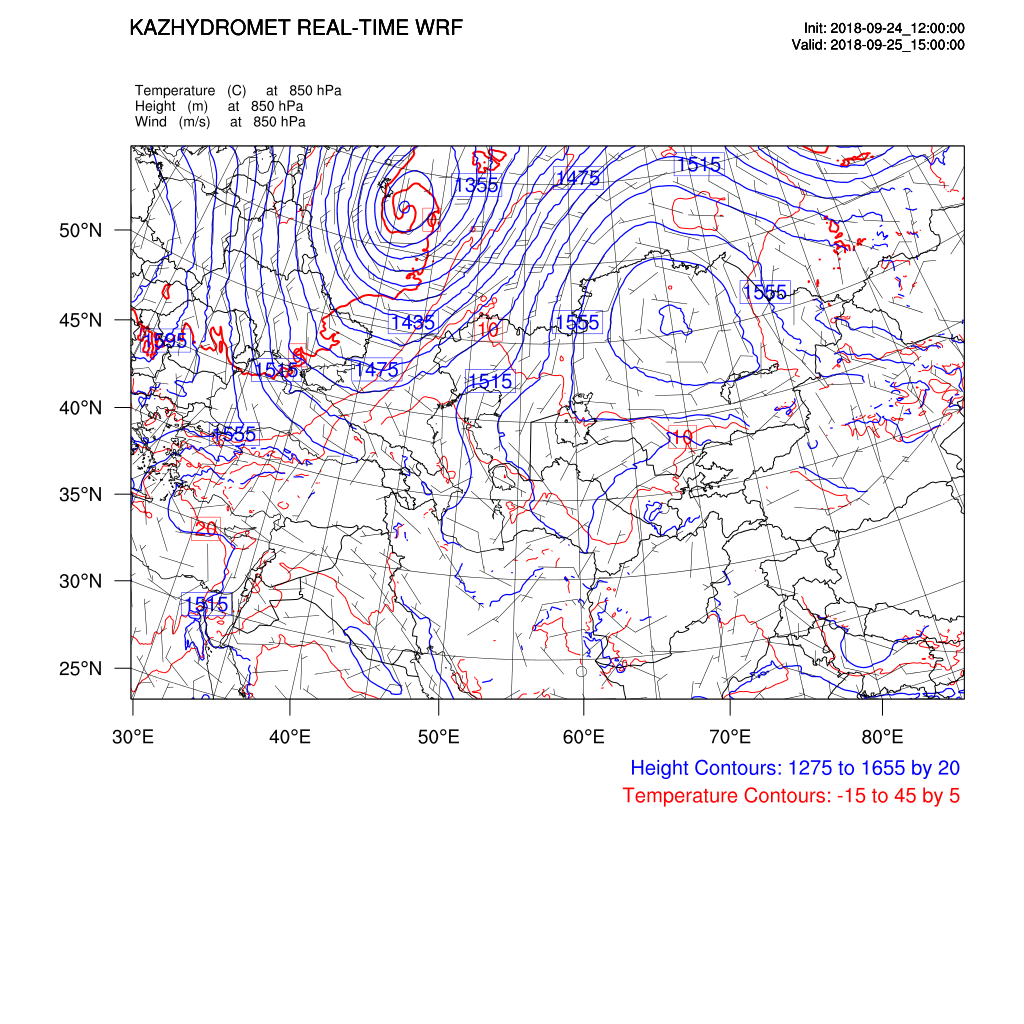 KAZHYDROMET REAL-TIME WRF
Init: 2018-09-24_12:00:00
Valid: 2018-09-25_15:00:00
Temperature (C) at 850 hPa
Height (m) at 850 hPa
Wind (m/s) at 850 hPa
1515
1475
1355
0
50°N
1555
45°N
1435
1555
10
1595
1515
1475
1515
40°N
1555
10
35°N
20
30°N
1515
25°N
30°E 40°E 50°E 60°E 70°E 80°E
Height Contours: 1275 to 1655 by 20
Temperature Contours: -15 to 45 by 5